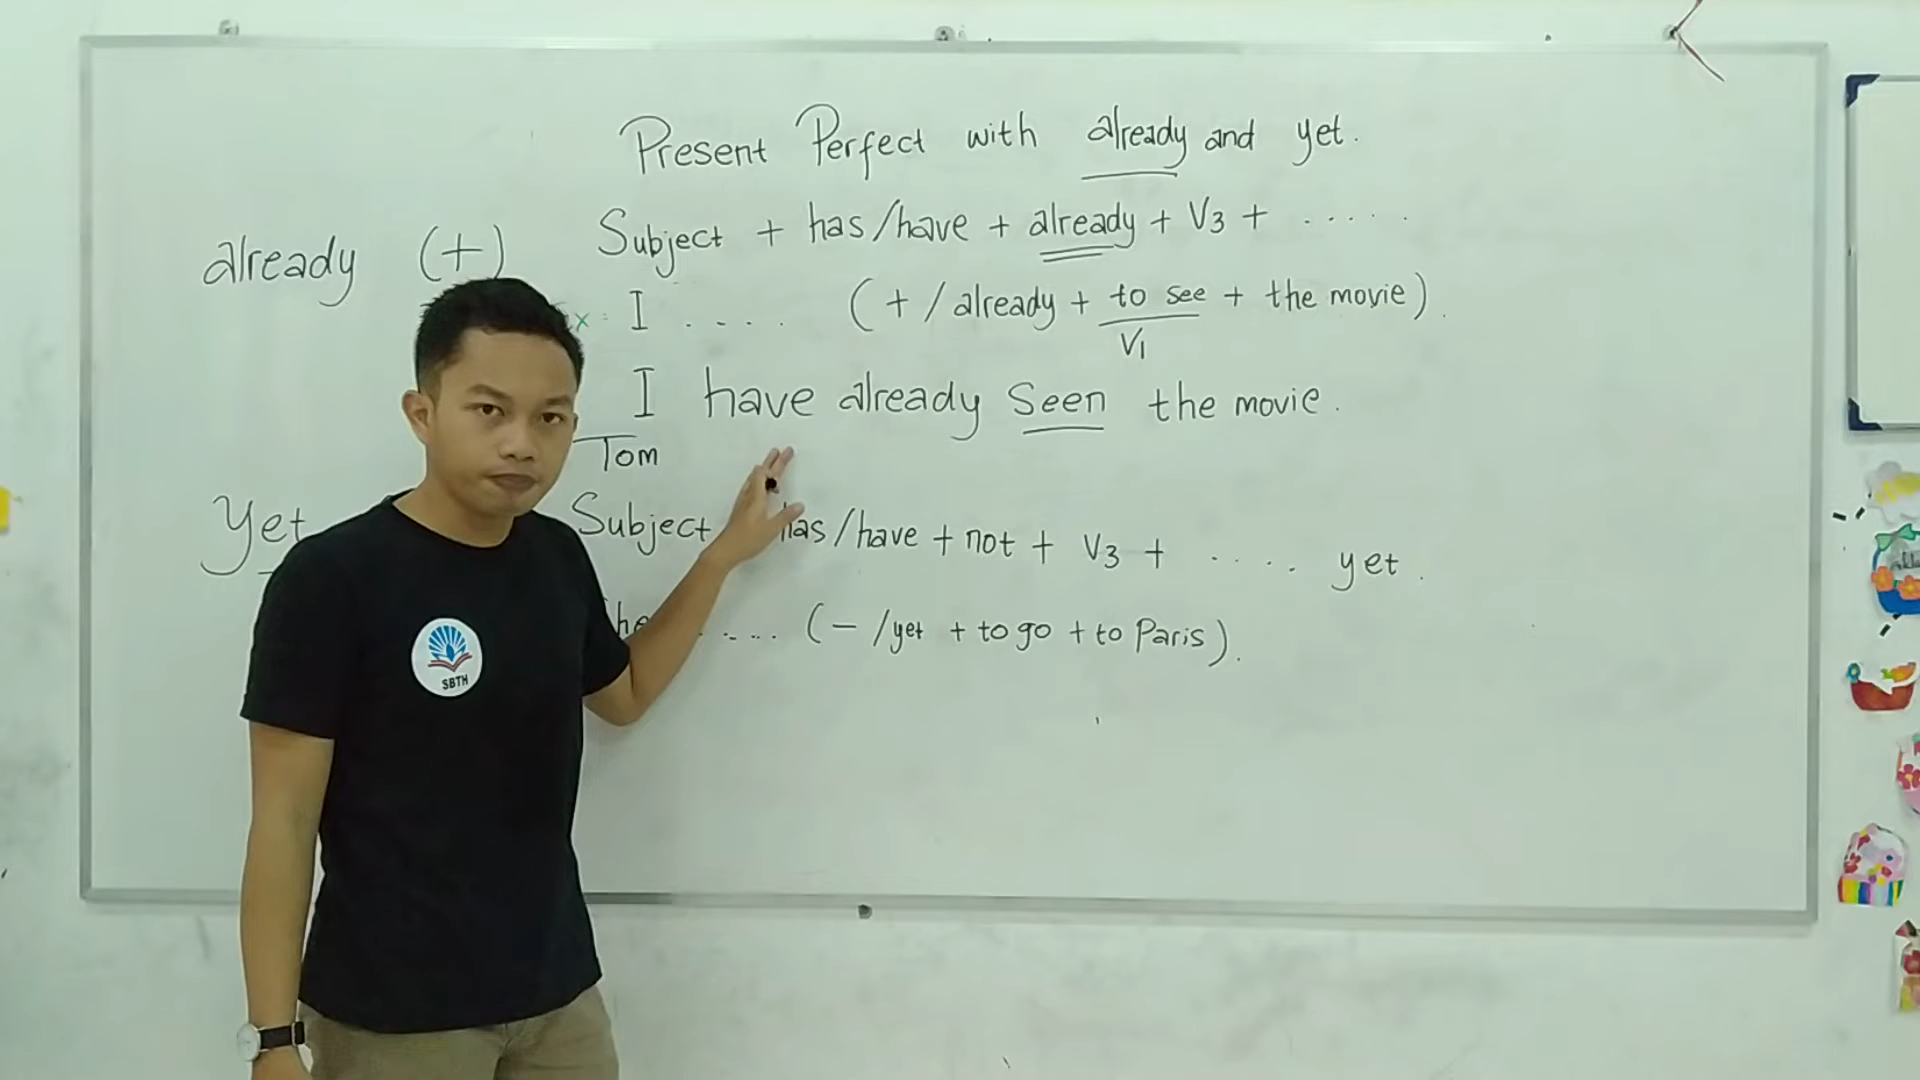 Present Perfect with already and yet.
already (+)
Subject + has/have + already + V3 + .....
x: I .... (+ / already + to see + the movie).
V1
I have already seen the movie.
Tom
Yet
Subject has/have + not + V3 + .... yet.
he .... (- /yet + to go + to Paris).
SBTH